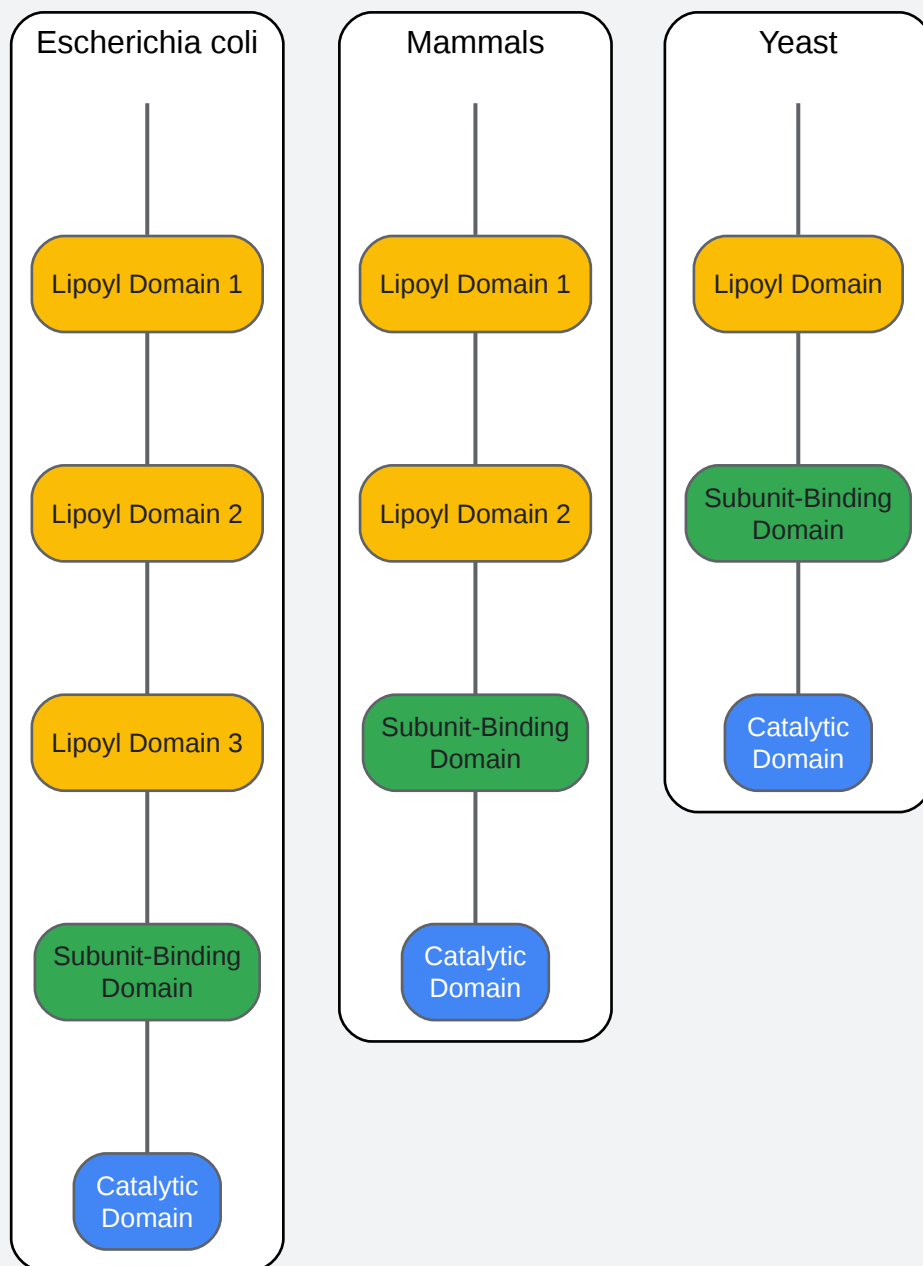 Escherichia coli
Lipoyl Domain 1
Lipoyl Domain 2
Lipoyl Domain 3
Subunit-Binding
Domain
Catalytic
Domain
Mammals
Lipoyl Domain 1
Lipoyl Domain 2
Subunit-Binding
Domain
Catalytic
Domain
Yeast
Lipoyl Domain
Subunit-Binding
Domain
Catalytic
Domain